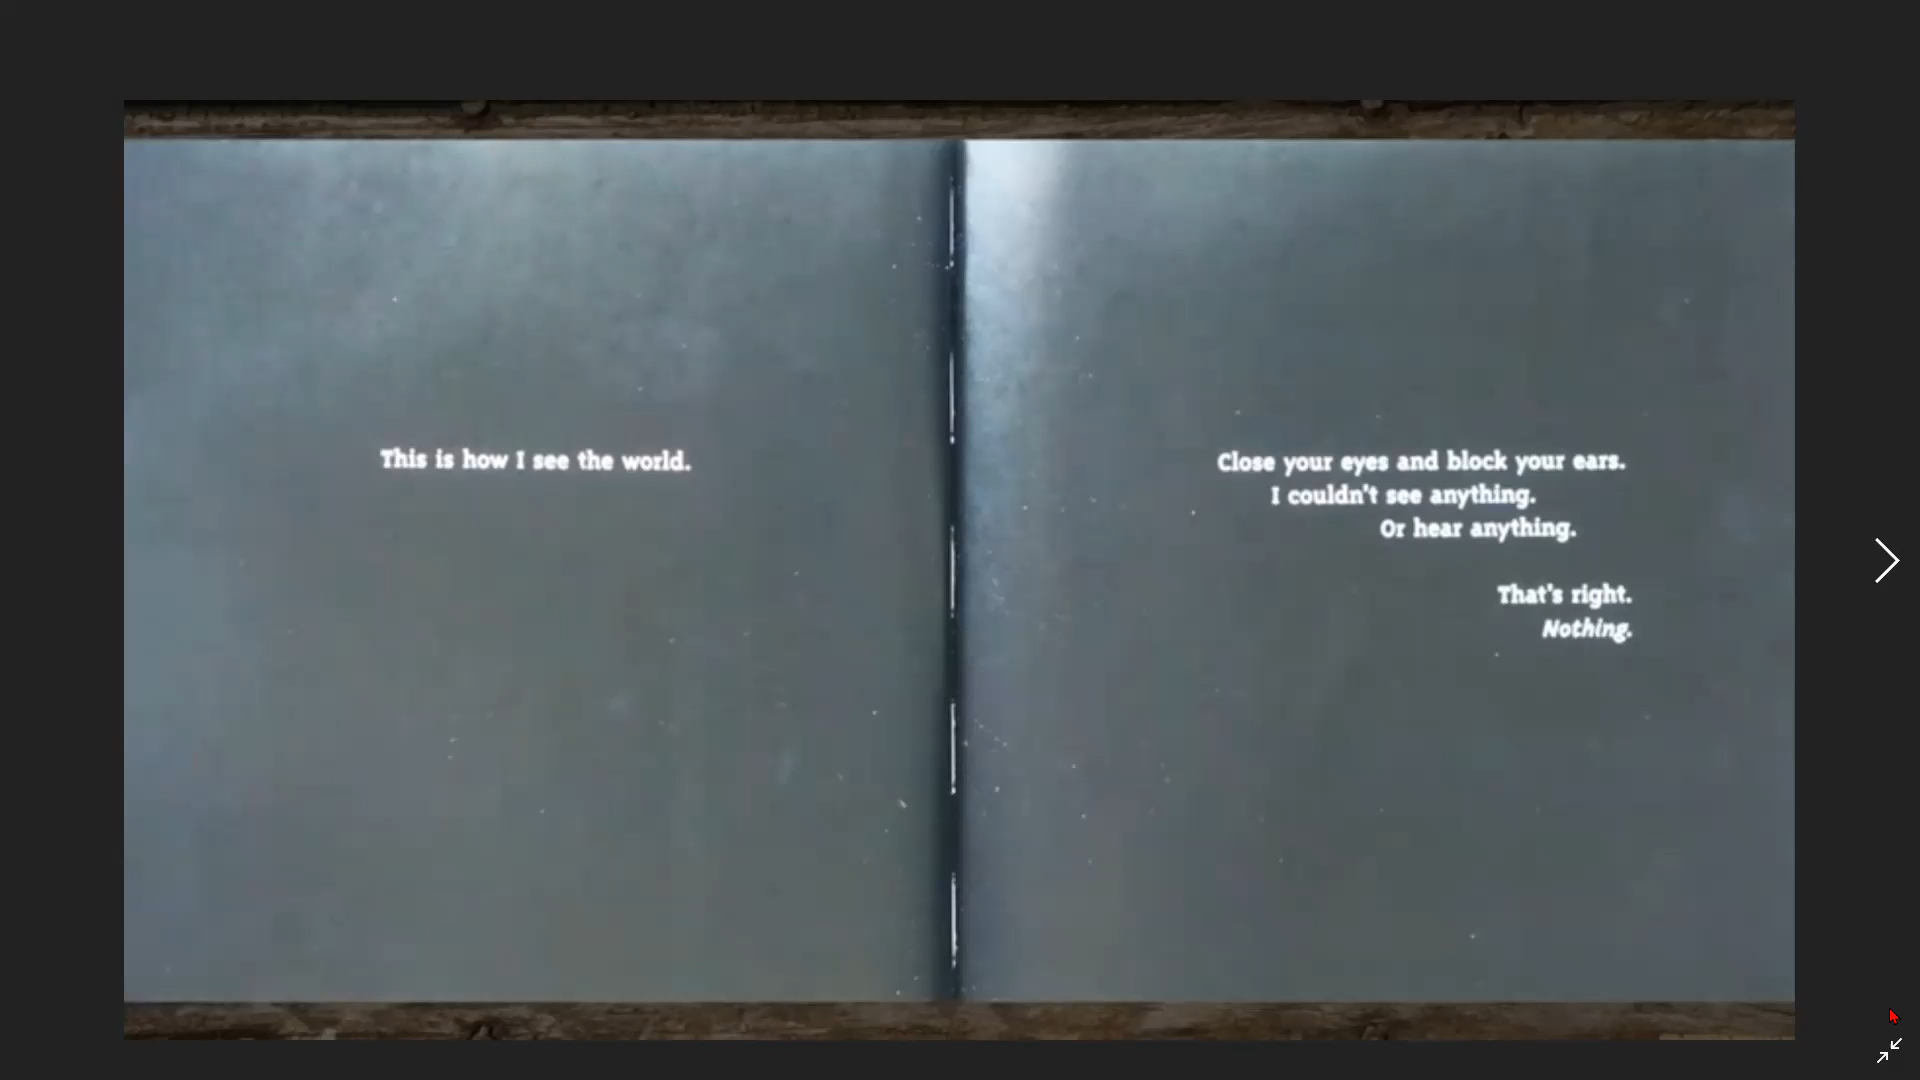 This is how I see the world.
Close your eyes and block your ears.
I couldn't see anything.
Or hear anything.
That's right.
Nothing.